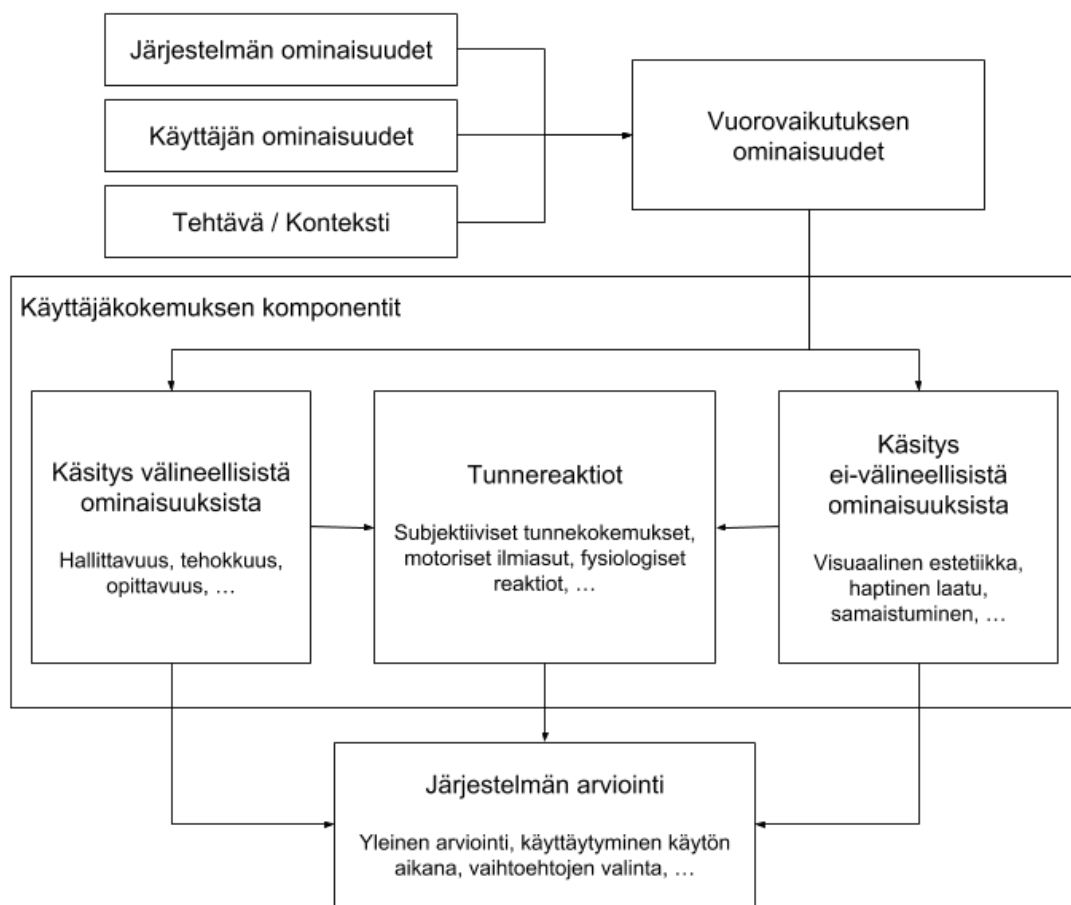 Järjestelmän ominaisuudet
Käyttäjän ominaisuudet
Tehtävä / Konteksti
Vuorovaikutuksen
ominaisuudet
Käyttäjäkokemuksen komponentit
Käsitys välineellisistä
ominaisuuksista
Hallittavuus, tehokkuus,
opittavuus, …
Tunnereaktiot
Subjektiiviset tunnekokemukset,
motoriset ilmiasut, fysiologiset
reaktiot, …
Käsitys
ei-välineellisistä
ominaisuuksista
Visuaalinen estetiikka,
haptinen laatu,
samaistuminen, …
Järjestelmän arviointi
Yleinen arviointi, käyttäytyminen käytön
aikana, vaihtoehtojen valinta, …